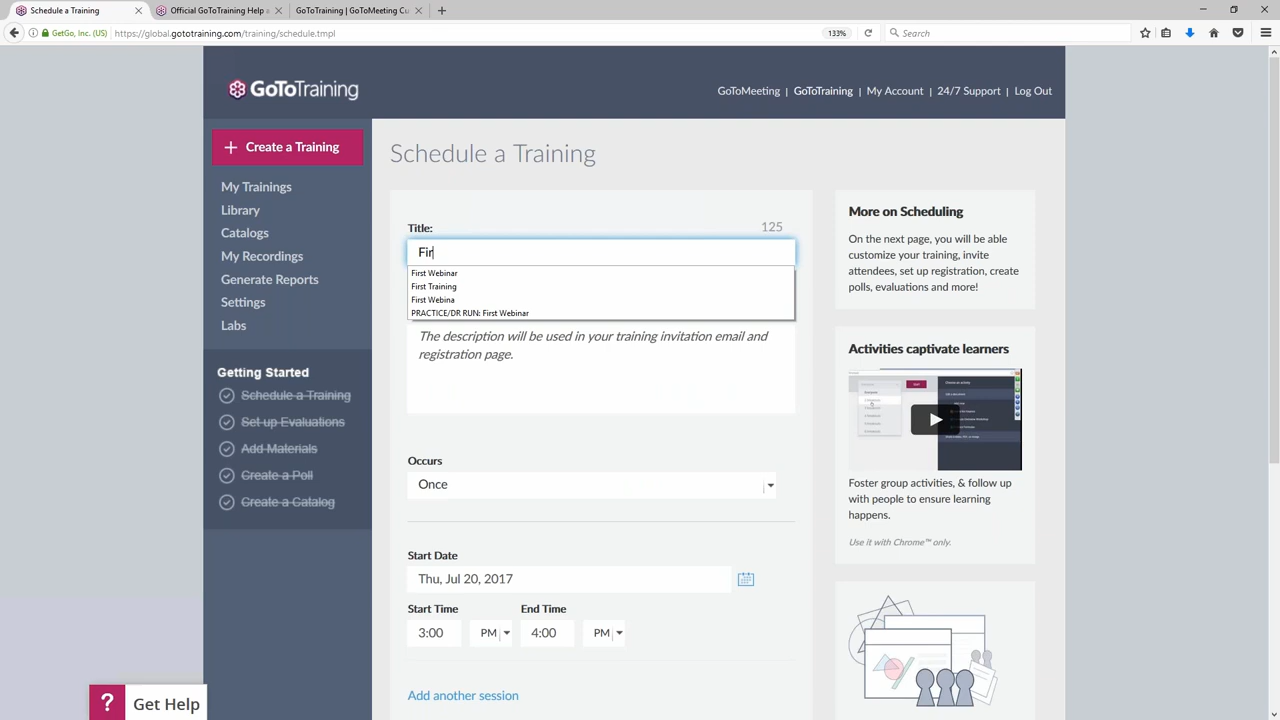 Schedule a Training
Official GoToTraining Help a
GoToTraining | GoToMeeting Cu
GetGo, Inc. (US)
https://global.gototraining.com/training/schedule.tmpl
133%
Search
GoToTraining
GoToMeeting | GoToTraining | My Account | 24/7 Support | Log Out
+ Create a Training
My Trainings
Library
Catalogs
My Recordings
Generate Reports
Settings
Labs
Getting Started
Schedule a Training
Set up Evaluations
Add Materials
Create a Poll
Create a Catalog
Schedule a Training
Title:
125
Fir
First Webinar
First Training
First Webina
PRACTICE/DR RUN: First Webinar
The description will be used in your training invitation email and
registration page.
Occurs
Once
Start Date
Thu, Jul 20, 2017
Start Time
End Time
3:00 PM
4:00 PM
Add another session
More on Scheduling
On the next page, you will be able
customize your training, invite
attendees, set up registration, create
polls, evaluations and more!
Activities captivate learners
Foster group activities, & follow up
with people to ensure learning
happens.
Use it with Chrome™ only.
? Get Help